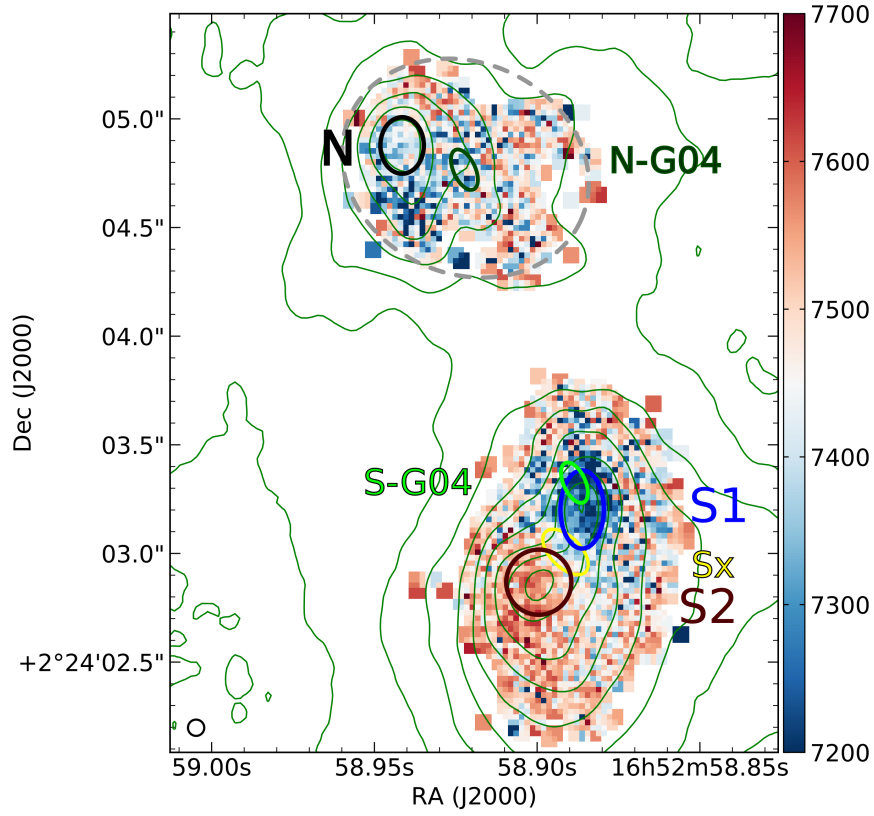 7700
7600
7500
7400
7300
7200
05.0"
04.5"
04.0"
03.5"
03.0"
+2°24'02.5"
Dec (J2000)
N
N-G04
S-G04
S1
Sx
S2
59.00s
58.95s
58.90s
16h52m58.85s
RA (J2000)